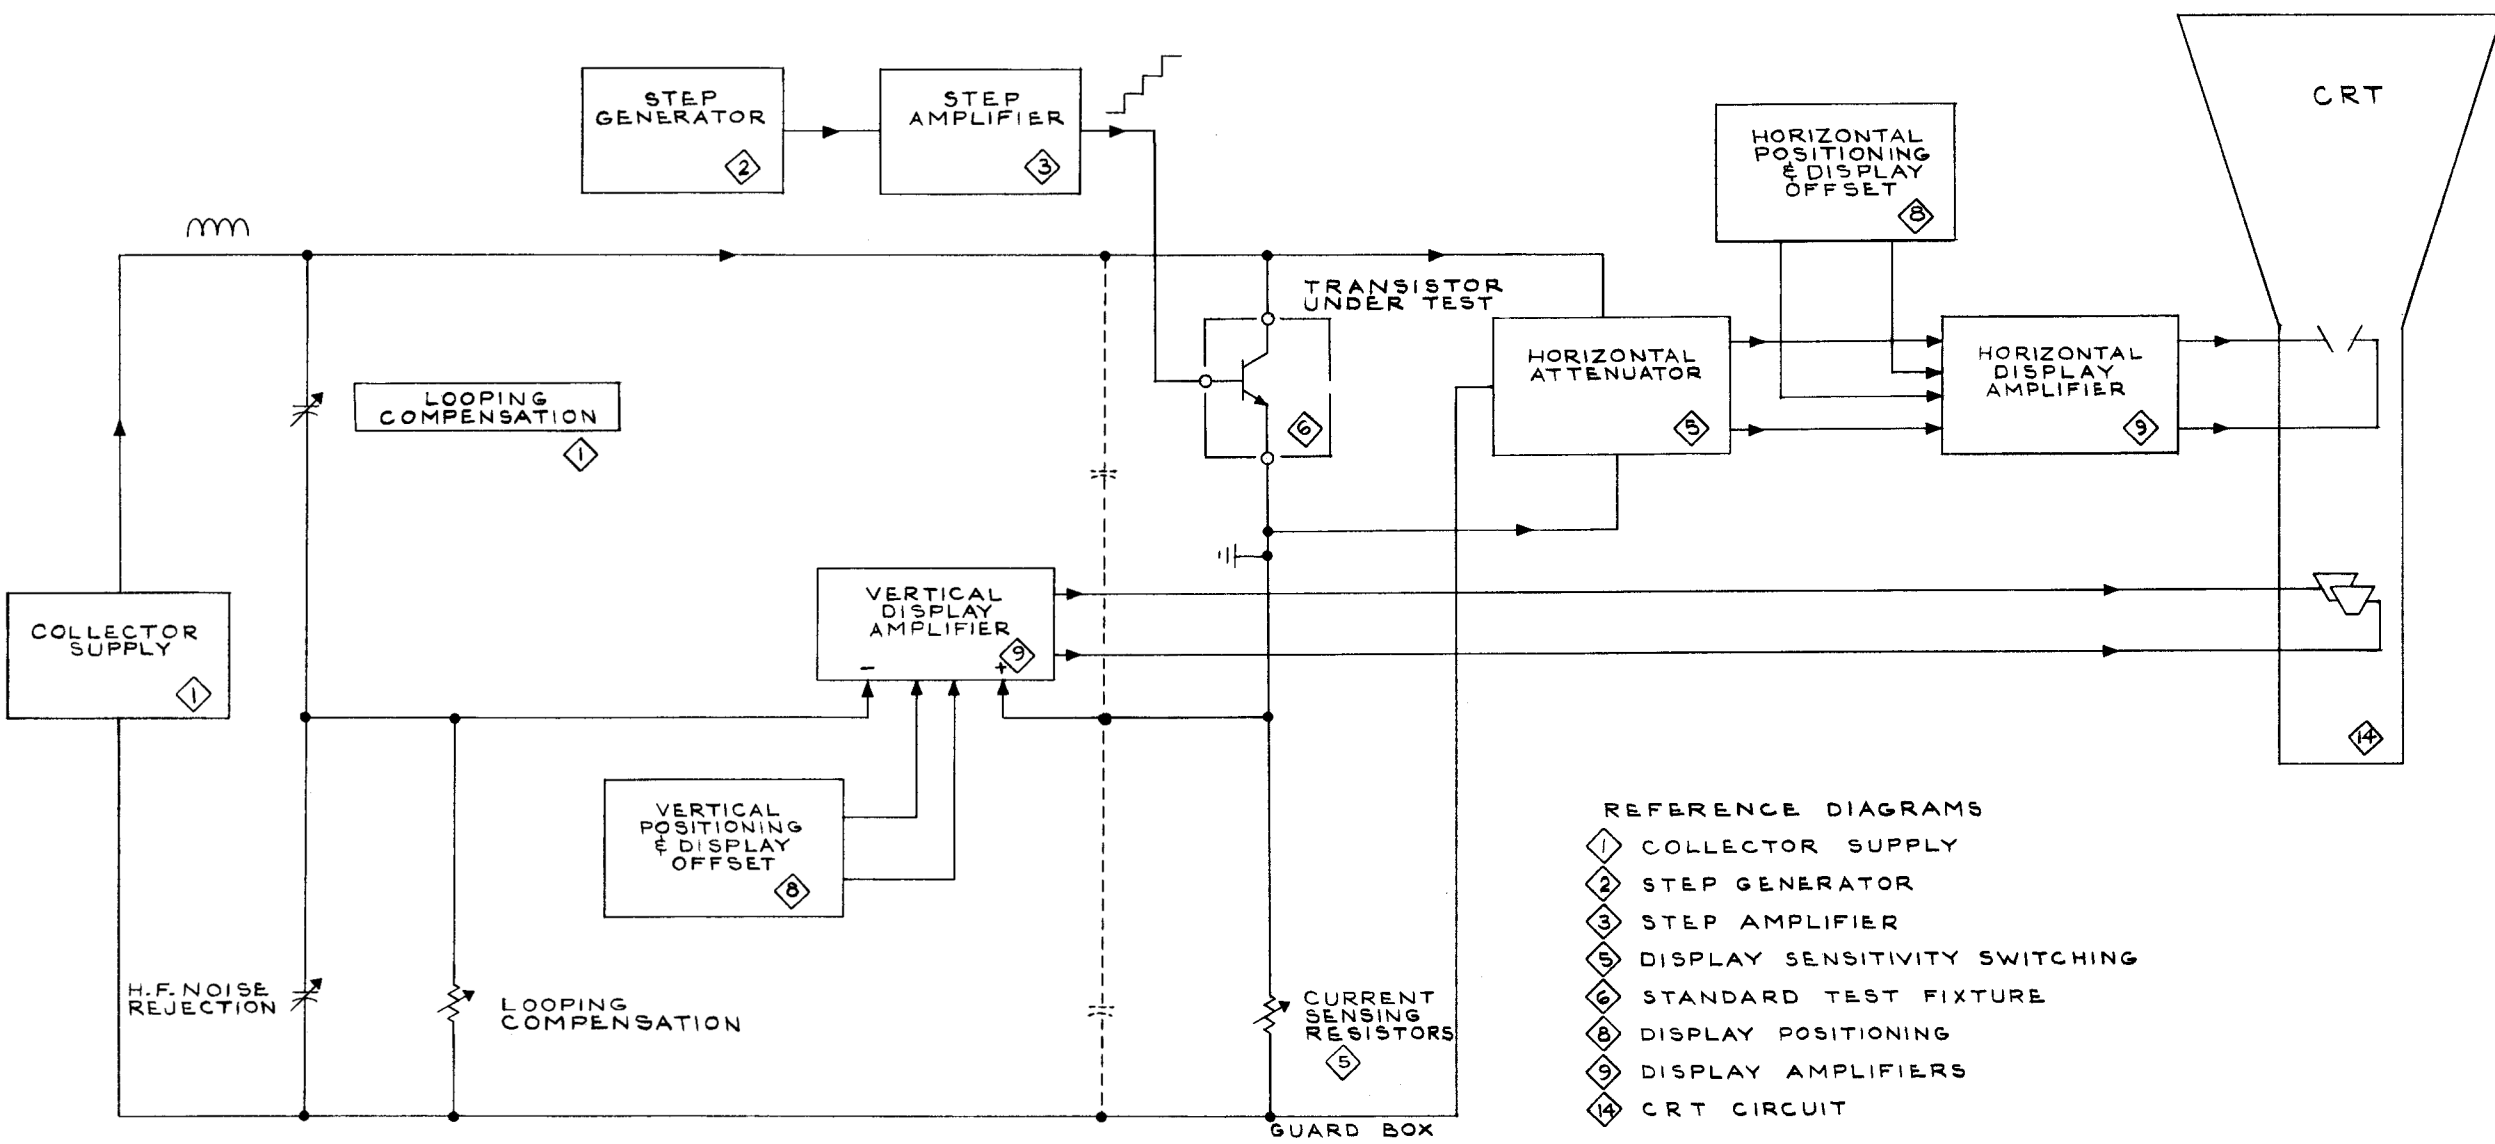 STEP
GENERATOR
2
STEP
AMPLIFIER
3
HORIZONTAL
POSITIONING
& DISPLAY
OFFSET
8
CRT
TRANSISTOR
UNDER TEST
6
LOOPING
COMPENSATION
1
HORIZONTAL
ATTENUATOR
5
HORIZONTAL
DISPLAY
AMPLIFIER
9
COLLECTOR
SUPPLY
1
VERTICAL
DISPLAY
AMPLIFIER
9
- +
14
VERTICAL
POSITIONING
& DISPLAY
OFFSET
8
H.F. NOISE
REJECTION
LOOPING
COMPENSATION
CURRENT
SENSING
RESISTORS
5
GUARD BOX
REFERENCE DIAGRAMS
1 COLLECTOR SUPPLY
2 STEP GENERATOR
3 STEP AMPLIFIER
5 DISPLAY SENSITIVITY SWITCHING
6 STANDARD TEST FIXTURE
8 DISPLAY POSITIONING
9 DISPLAY AMPLIFIERS
14 CRT CIRCUIT